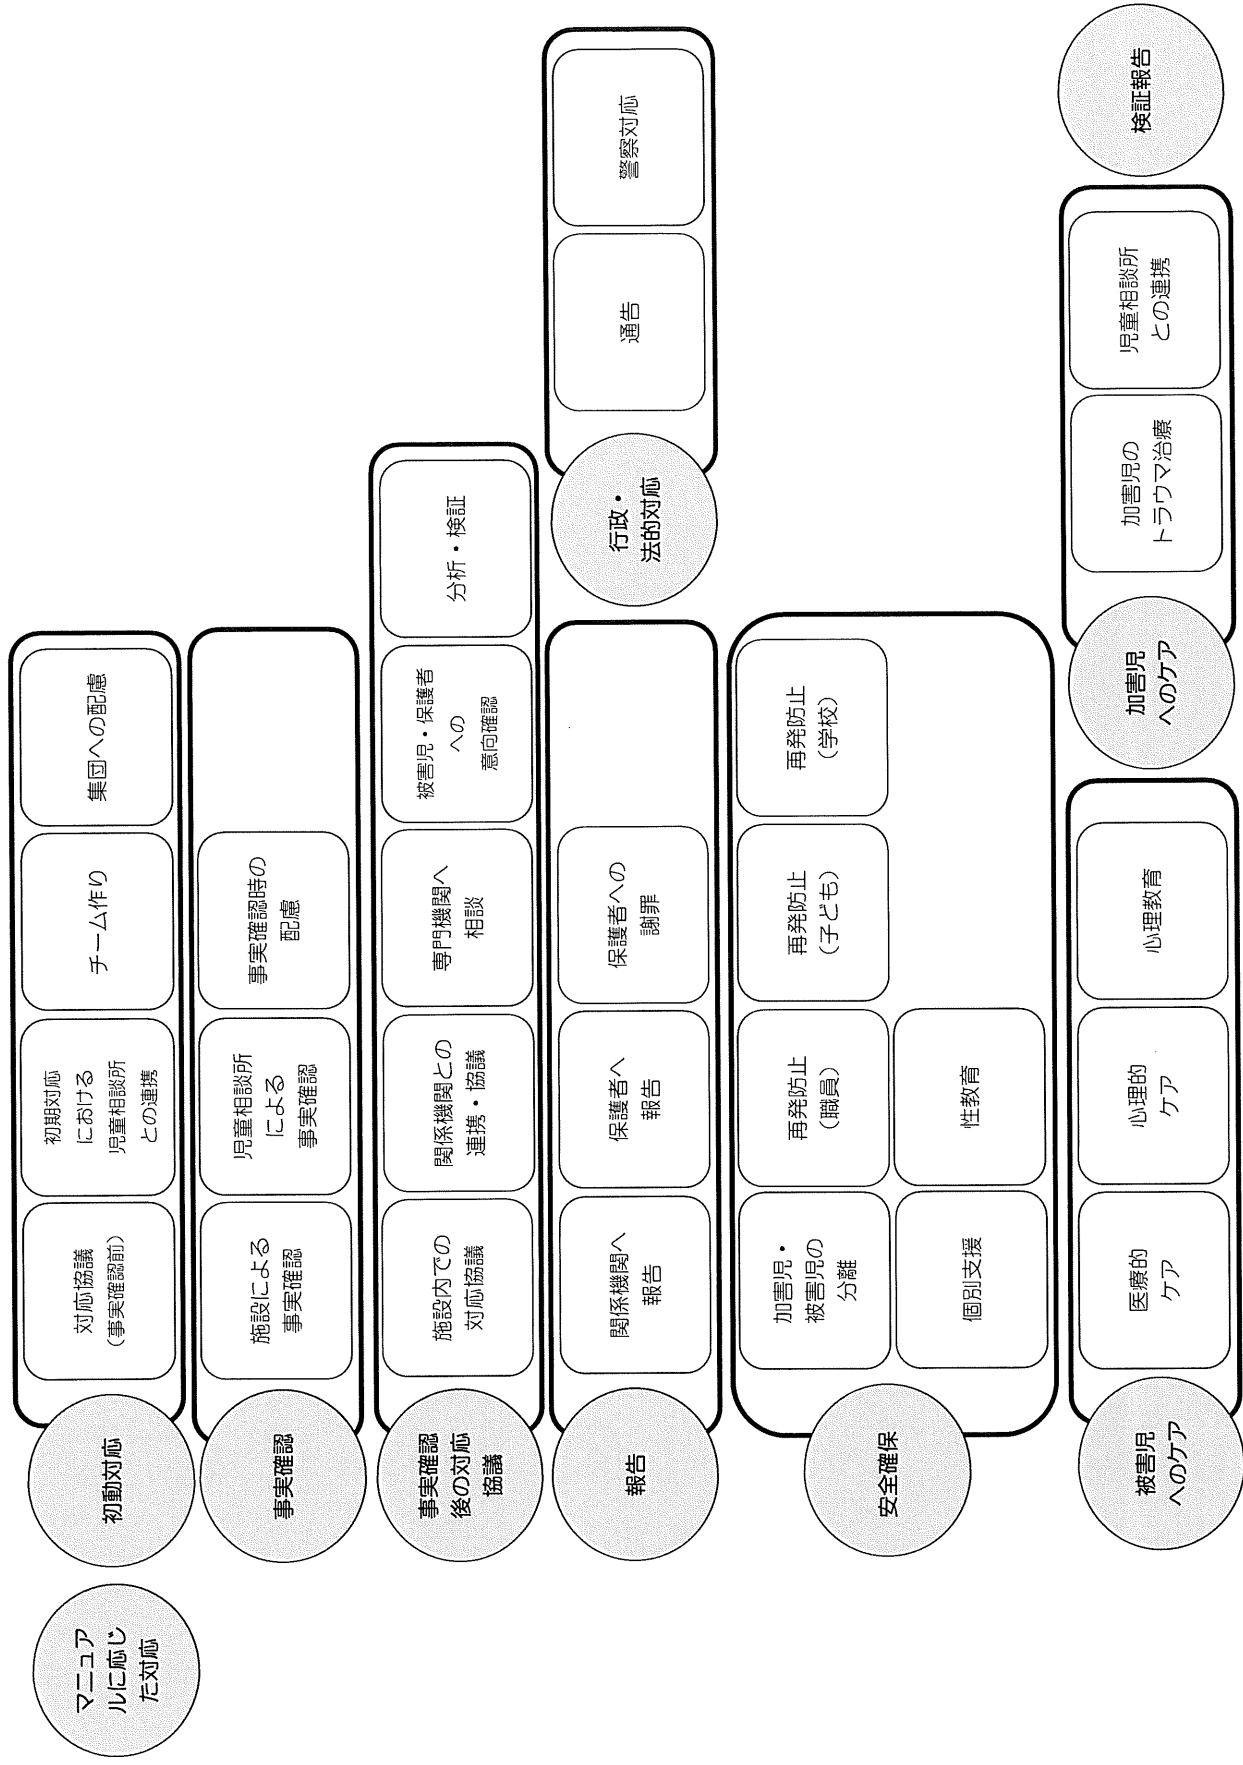 マニュア
ルに応じ
た対応
初動対応
対応協議
(事実確認前)
初期対応
における
児童相談所
との連携
チーム作り
集団への配慮
事実確認
施設による
事実確認
児童相談所
による
事実確認
事実確認時の
配慮
事実確認
後の対応
協議
施設内での
対応協議
関係機関との
連携・協議
専門機関へ
相談
被害児・保護者
への
意向確認
分析・検証
報告
関係機関へ
報告
保護者へ
報告
保護者への
謝罪
行政・
法的対応
通告
警察対応
安全確保
加害児・
被害児の
分離
再発防止
(職員)
再発防止
(子ども)
再発防止
(学校)
個別支援
性教育
被害児
へのケア
医療的
ケア
心理的
ケア
心理教育
加害児
へのケア
加害児の
トラウマ治療
児童相談所
との連携
検証報告